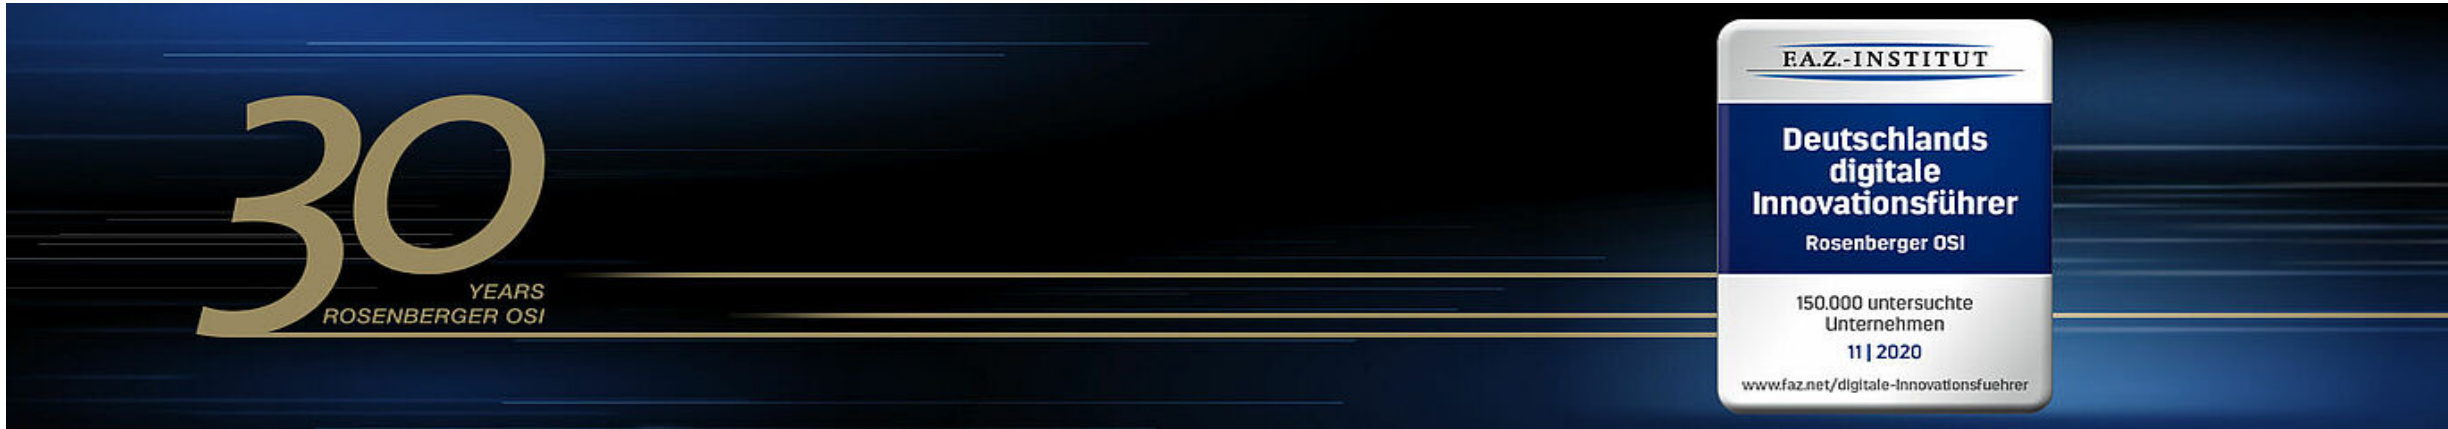 30
YEARS
ROSENBERGER OSI
F.A.Z.-INSTITUT
Deutschlands
digitale
Innovationsführer
Rosenberger OSI
150.000 untersuchte
Unternehmen
11 | 2020
www.faz.net/digitale-Innovationsfuehrer